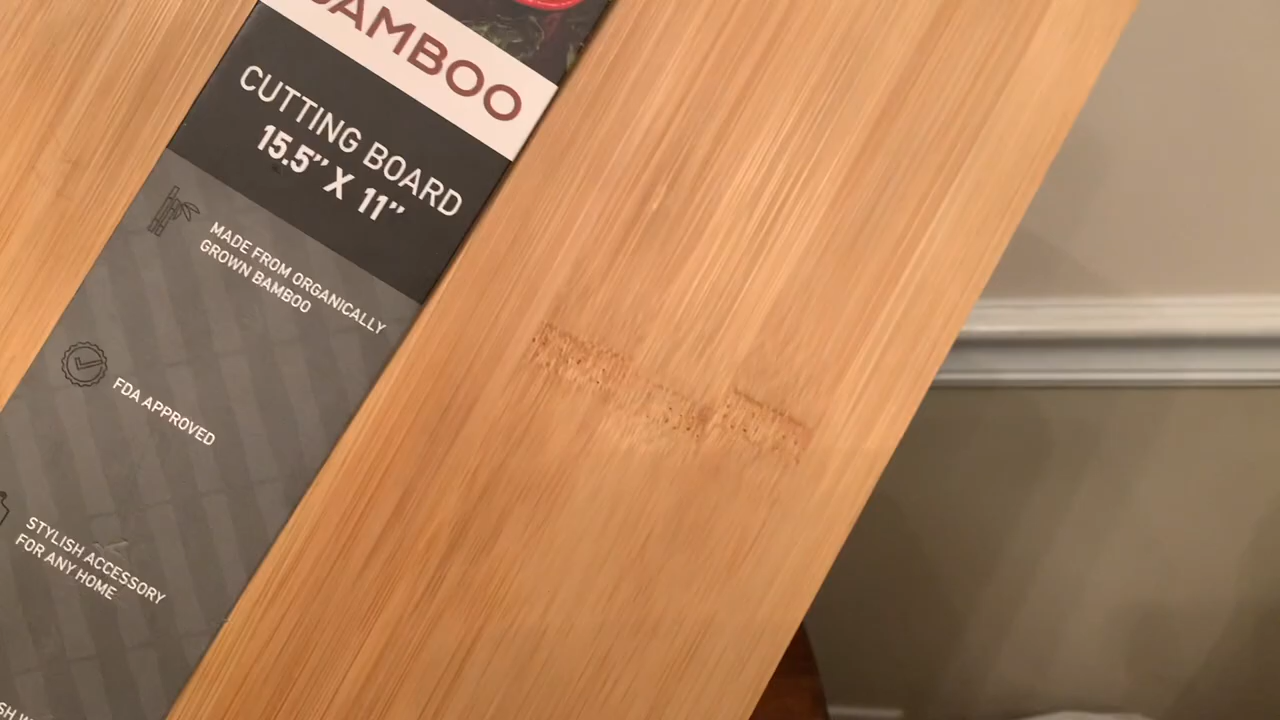 BAMBOO
CUTTING BOARD
15.5” X 11”
MADE FROM ORGANICALLY
GROWN BAMBOO
FDA APPROVED
STYLISH ACCESSORY
FOR ANY HOME